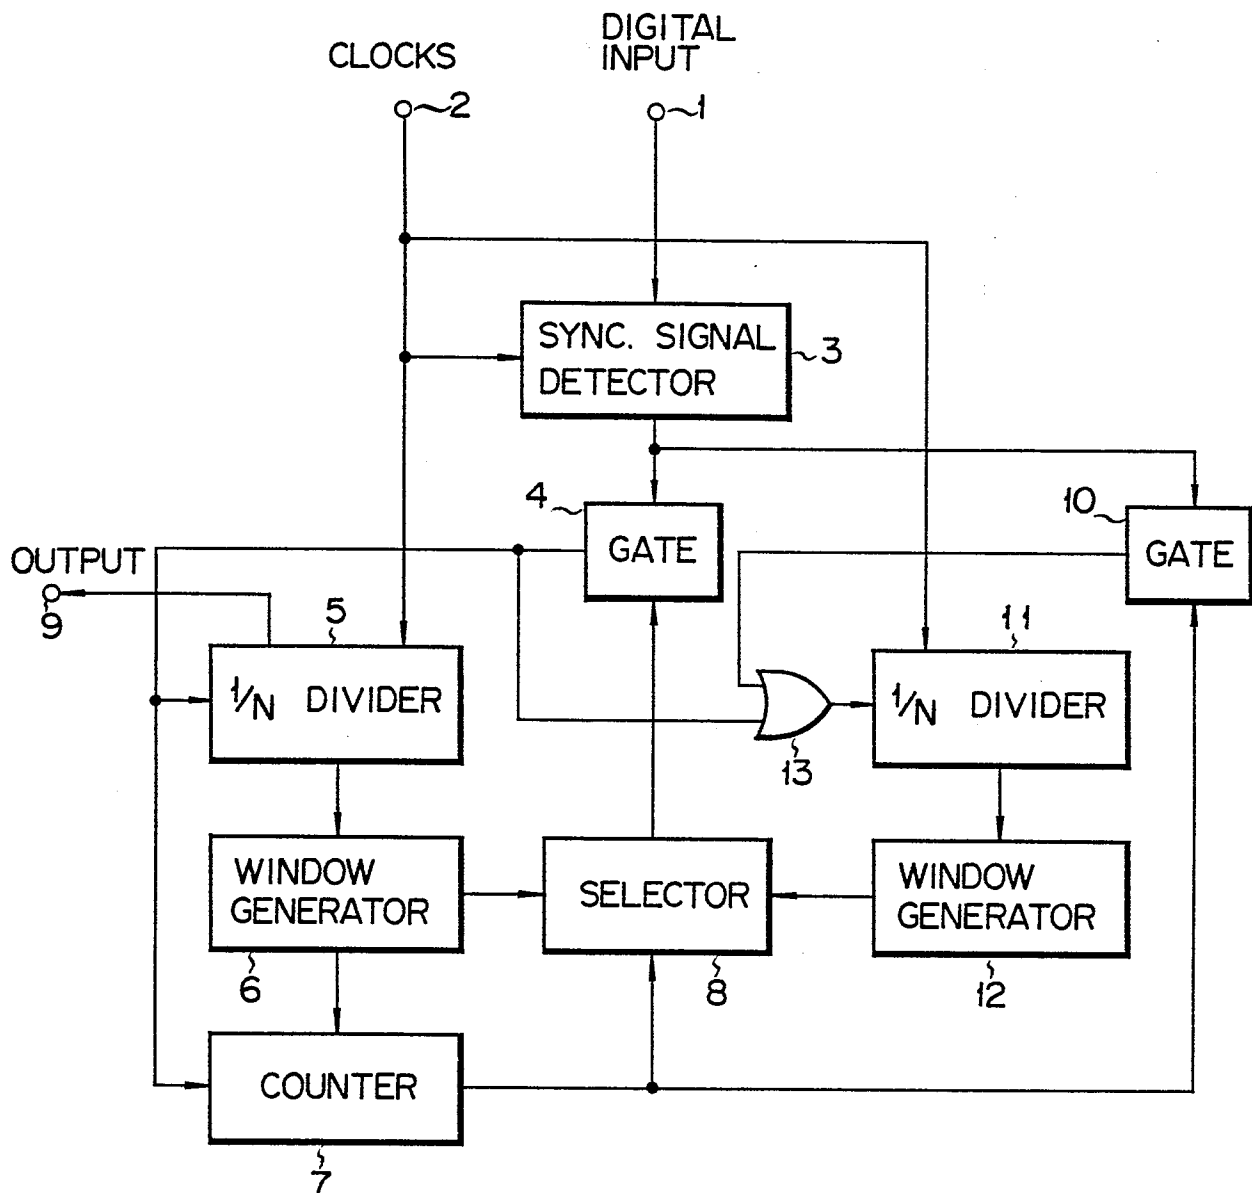 DIGITAL
INPUT
CLOCKS
2
1
SYNC. SIGNAL
DETECTOR
3
4
GATE
10
GATE
OUTPUT
9
5
1/N DIVIDER
11
1/N DIVIDER
13
WINDOW
GENERATOR
6
SELECTOR
8
WINDOW
GENERATOR
12
COUNTER
7